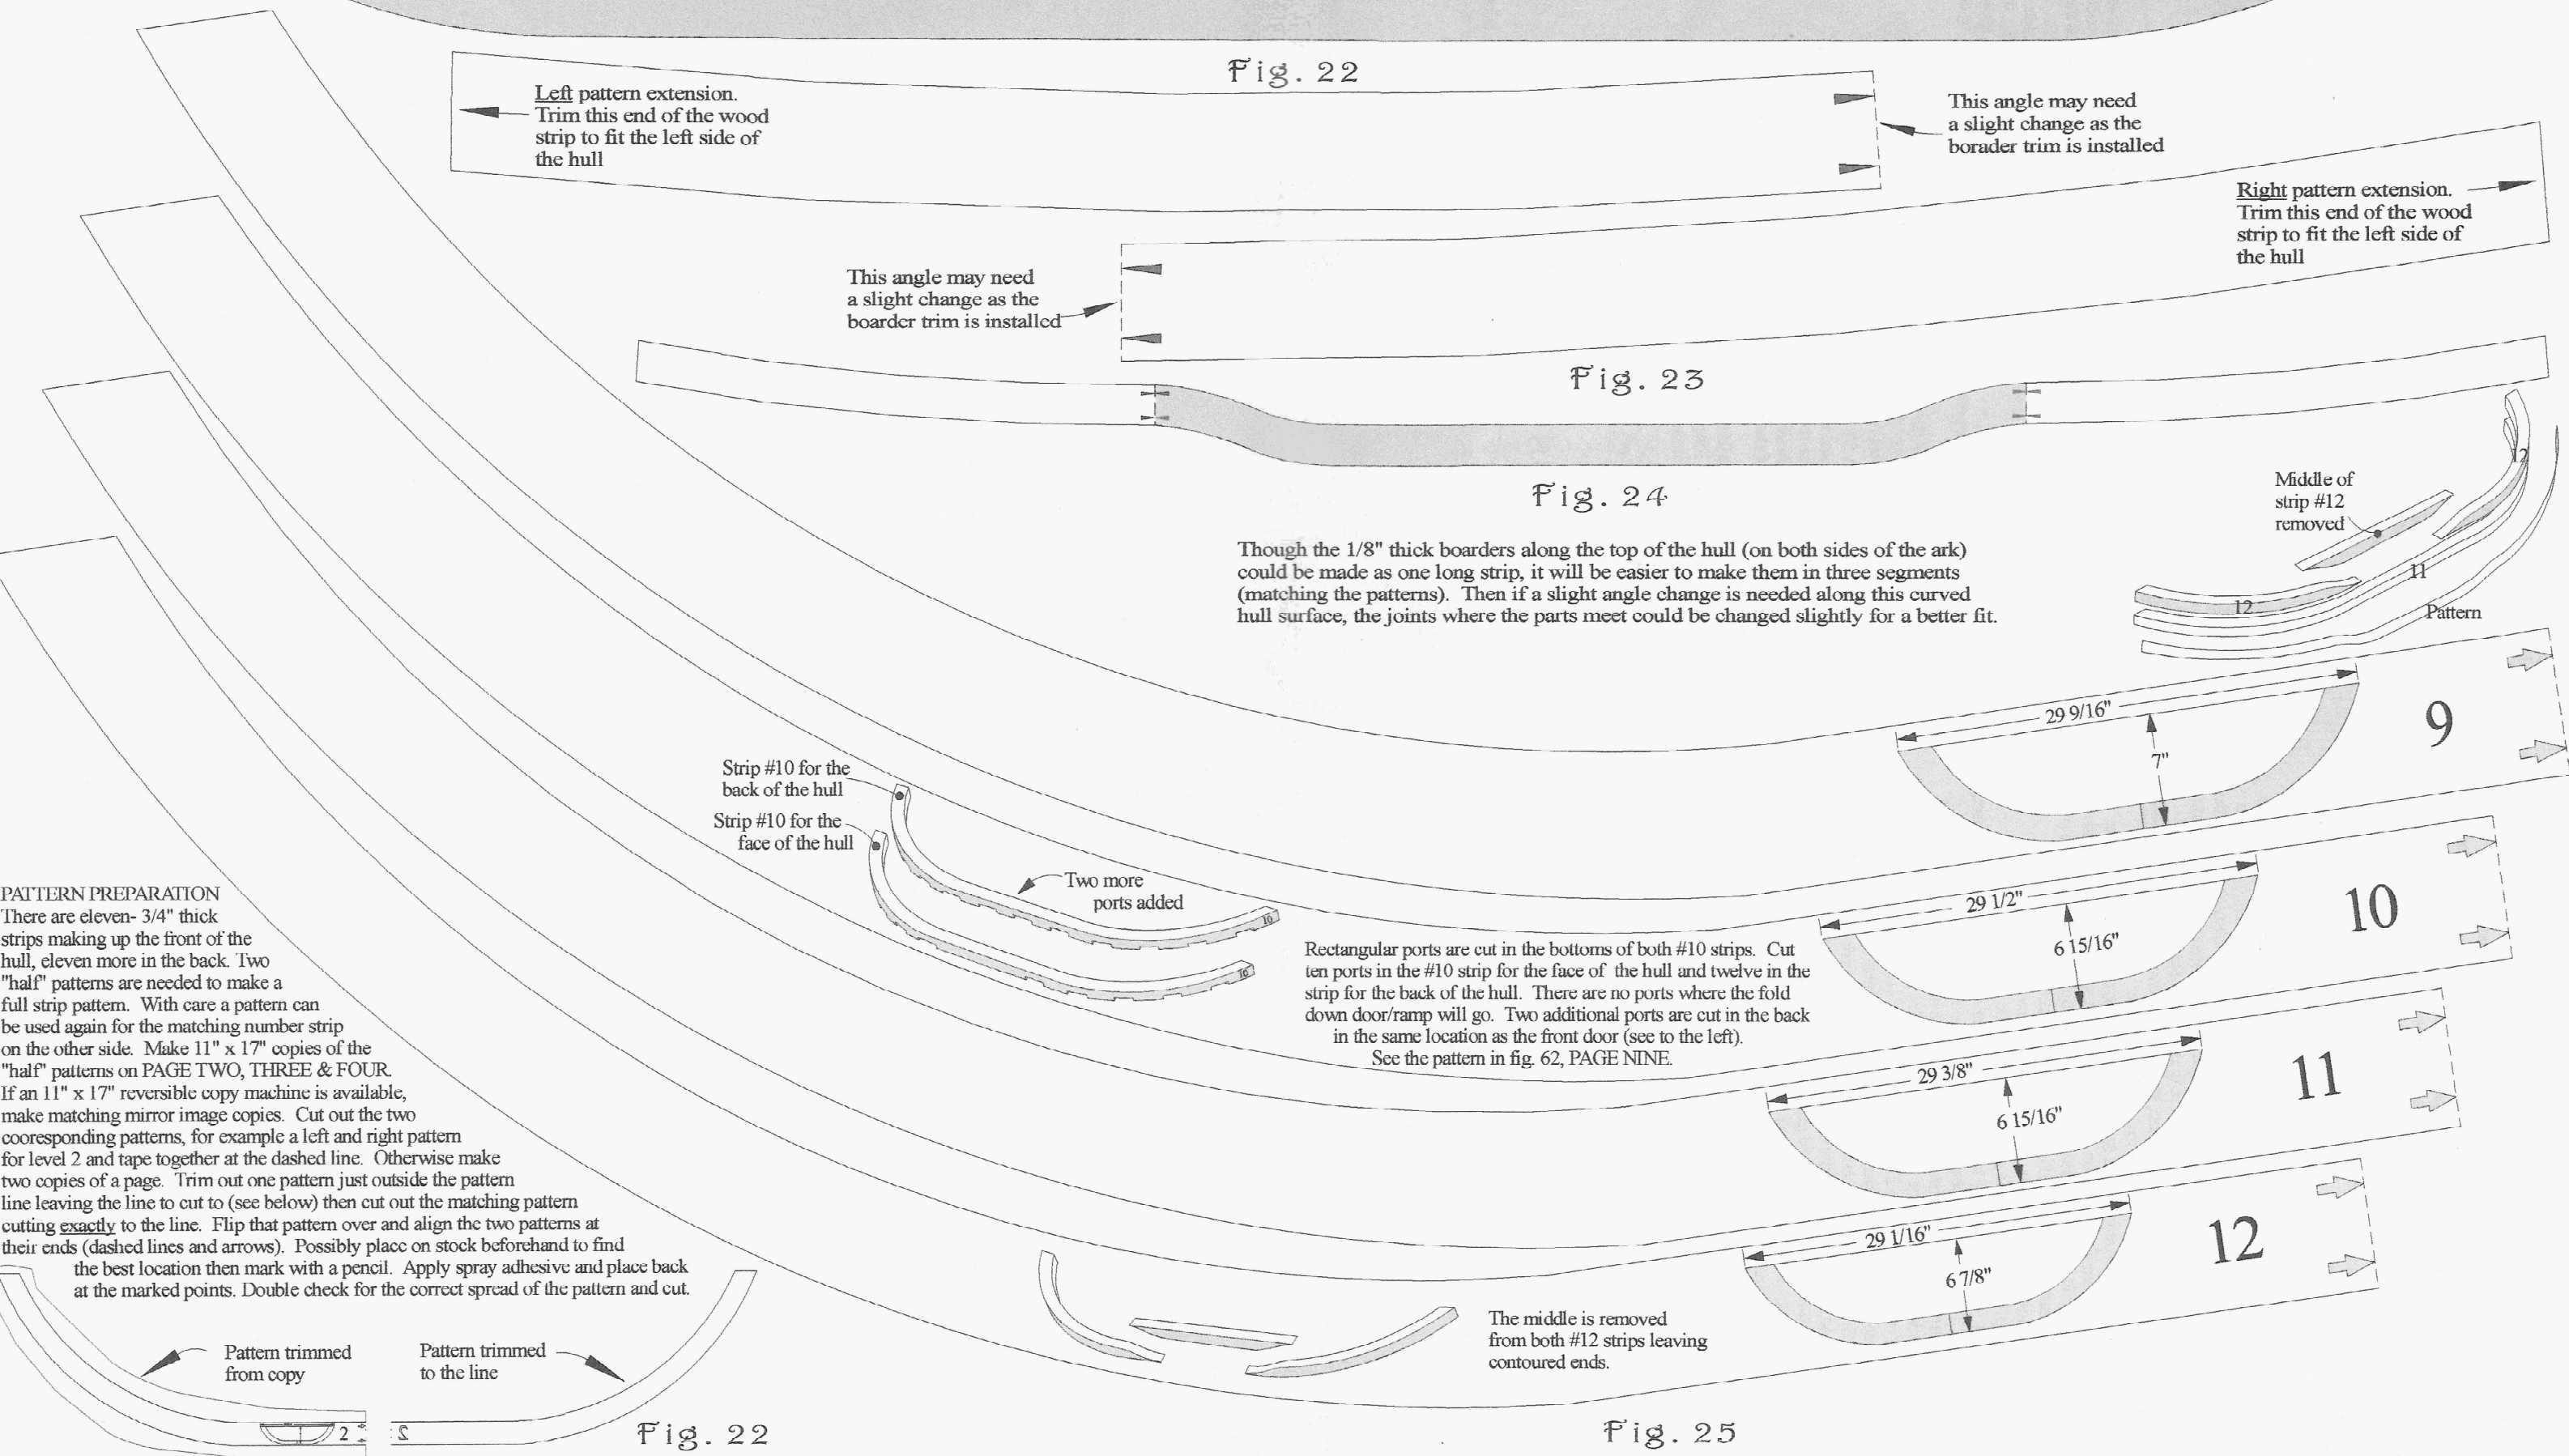 Fig. 22
Left pattern extension.
Trim this end of the wood
strip to fit the left side of
the hull
This angle may need
a slight change as the
borader trim is installed
Right pattern extension.
Trim this end of the wood
strip to fit the left side of
the hull
This angle may need
a slight change as the
boarder trim is installed
Fig. 23
Fig. 24
Though the 1/8" thick boarders along the top of the hull (on both sides of the ark)
could be made as one long strip, it will be easier to make them in three segments
(matching the patterns). Then if a slight angle change is needed along this curved
hull surface, the joints where the parts meet could be changed slightly for a better fit.
Middle of
strip #12
removed
12
11
12
Pattern
29 9/16"
7"
9
Strip #10 for the
back of the hull
Strip #10 for the
face of the hull
Two more
ports added
10
10
Rectangular ports are cut in the bottoms of both #10 strips. Cut
ten ports in the #10 strip for the face of the hull and twelve in the
strip for the back of the hull. There are no ports where the fold
down door/ramp will go. Two additional ports are cut in the back
in the same location as the front door (see to the left).
See the pattern in fig. 62, PAGE NINE.
29 1/2"
6 15/16"
10
29 3/8"
6 15/16"
11
29 1/16"
6 7/8"
12
PATTERN PREPARATION
There are eleven- 3/4" thick
strips making up the front of the
hull, eleven more in the back. Two
"half" patterns are needed to make a
full strip pattern. With care a pattern can
be used again for the matching number strip
on the other side. Make 11" x 17" copies of the
"half" patterns on PAGE TWO, THREE & FOUR.
If an 11" x 17" reversible copy machine is available,
make matching mirror image copies. Cut out the two
cooresponding patterns, for example a left and right pattern
for level 2 and tape together at the dashed line. Otherwise make
two copies of a page. Trim out one pattern just outside the pattern
line leaving the line to cut to (see below) then cut out the matching pattern
cutting exactly to the line. Flip that pattern over and align the two patterns at
their ends (dashed lines and arrows). Possibly place on stock beforehand to find
the best location then mark with a pencil. Apply spray adhesive and place back
at the marked points. Double check for the correct spread of the pattern and cut.
Pattern trimmed
from copy
Pattern trimmed
to the line
2
2
Fig. 22
The middle is removed
from both #12 strips leaving
contoured ends.
Fig. 25